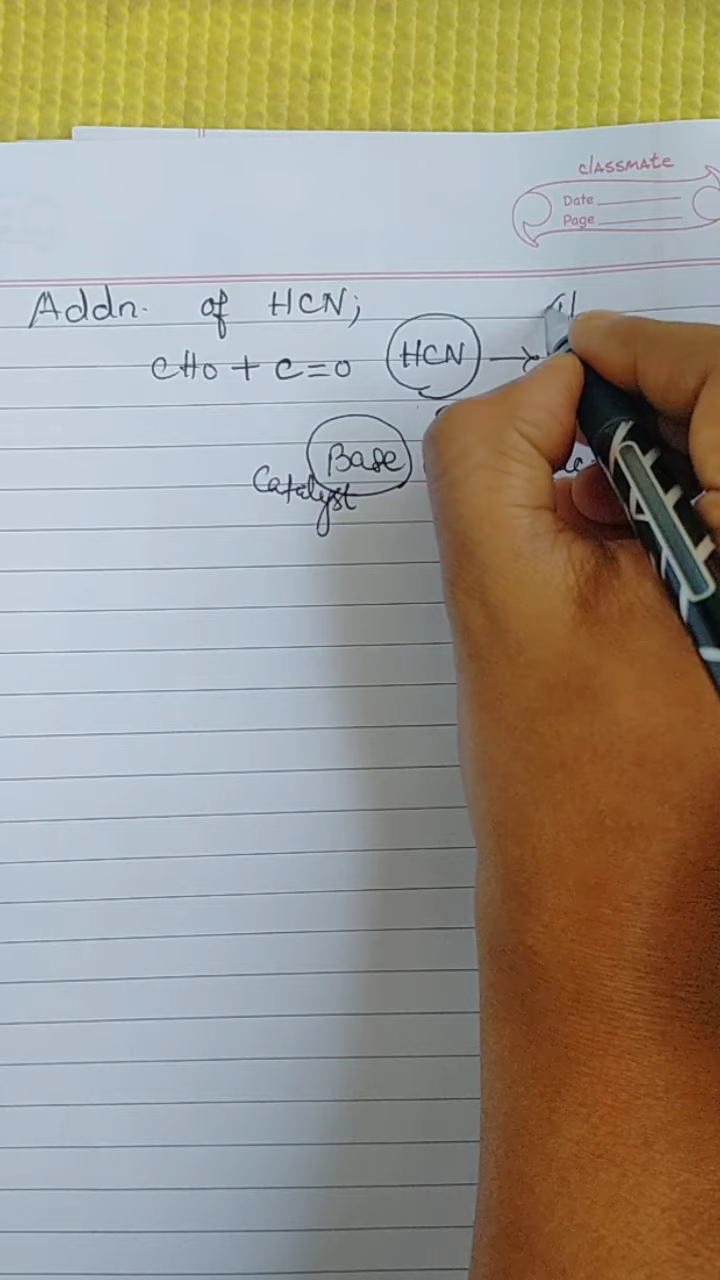 classmate
Date
Page
Addn. of HCN;
CHO + C=O HCN →
Base
Catalyst